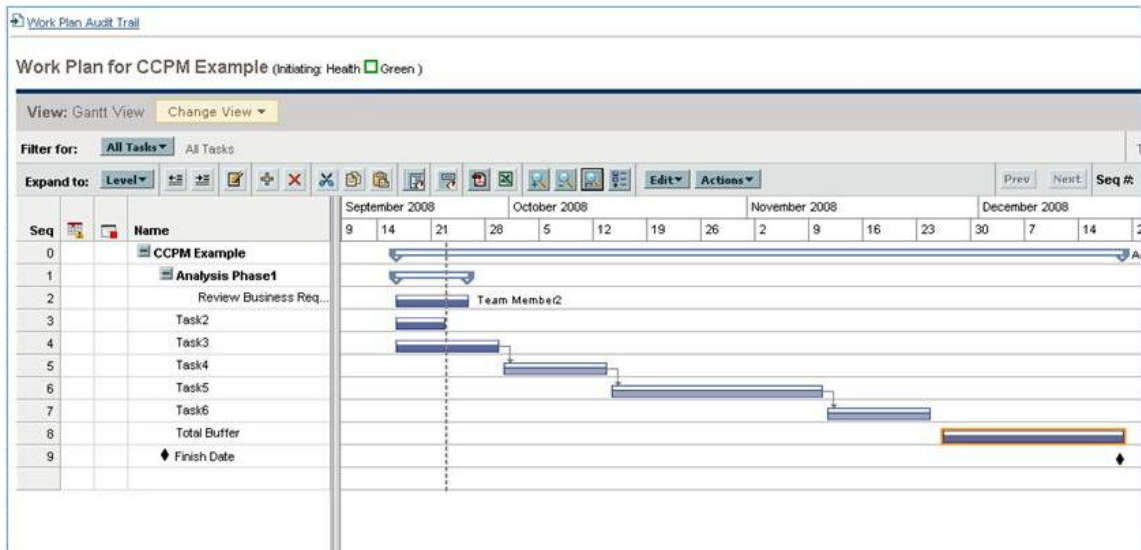 Work Plan Audit Trail
Work Plan for CCPM Example (Initiating: Health Green )
View: Gantt View Change View
Filter for: All Tasks All Tasks
Expand to: Level Edit Actions Prev Next Seq #:
September 2008 October 2008 November 2008 December 2008
Seq Name 9 14 21 28 5 12 19 26 2 9 16 23 30 7 14
0 CCPM Example
1 Analysis Phase1
2 Review Business Req... Team Member2
3 Task2
4 Task3
5 Task4
6 Task5
7 Task6
8 Total Buffer
9 Finish Date